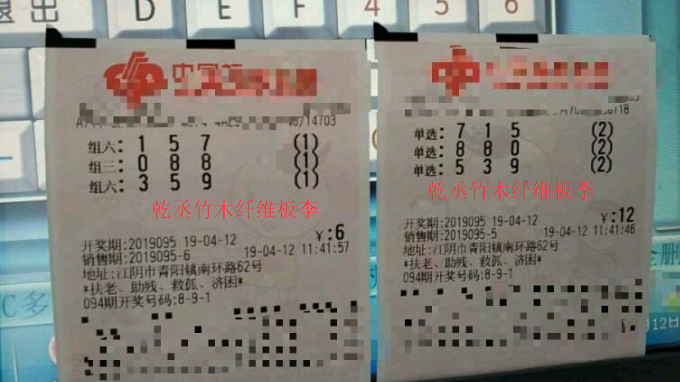 退出
D E F 4 5 6
14703
组六: 1 5 7 (1)
组三: 0 8 8 (1)
组六: 3 5 9 (1)
乾丞竹木纤维板李
¥:6
开奖期:2019095 19-04-12
销售期:2019095-6 19-04-12 11:41:57
地址:江阴市青阳镇南环路62号
*扶老、助残、救孤、济困*
094期开奖号码:8-9-1
单选: 7 1 5 (2)
单选: 8 8 0 (2)
单选: 5 3 9 (2)
乾丞竹木纤维板李
¥:12
开奖期:2019095 19-04-12
销售期:2019095-5 19-04-12 11:41:46
地址:江阴市青阳镇南环路62号
*扶老、助残、救孤、济困*
094期开奖号码:8-9-1
C 多
月12日